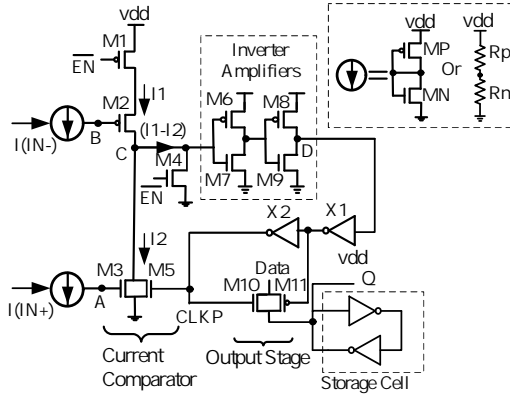 vdd
M1
EN
I1
M2
I(IN-)
B
C
(I1-I2)
M4
EN
Inverter
Amplifiers
M6
M8
M7
M9
D
vdd
MP
Or
MN
vdd
Rp
Rn
X2
X1
vdd
I2
M3
M5
I(IN+)
A
CLKP
Data
M10
M11
Q
Current
Comparator
Output Stage
Storage Cell